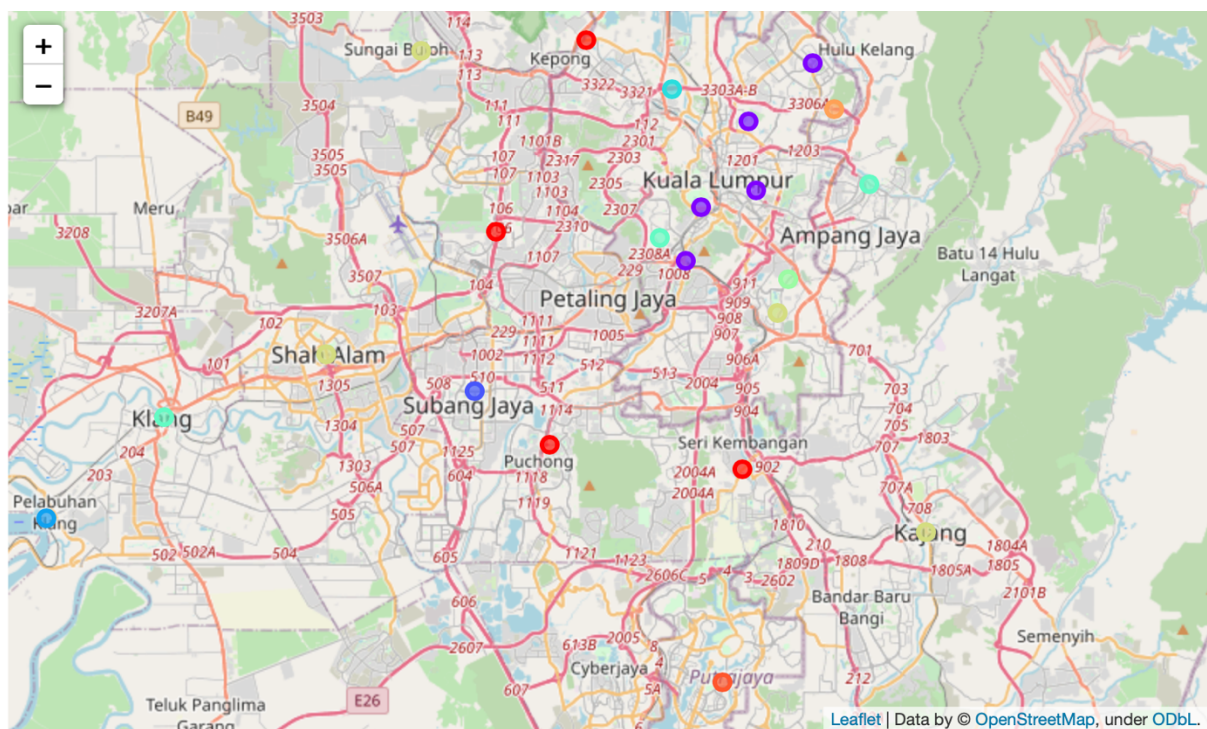 3503
114
Sungai Buloh
113
Kepong
Hulu Kelang
+
−
113
3322
3321
3303A-B
3504
111
3306A
B49
111
112
1101B
2301
3505
107
2317
2303
1201
1203
3505
107
1103
2305
Kuala Lumpur
1103
Meru
106
1104
2307
3208
2310
3506A
Ampang Jaya
1107
2308A
Batu 14 Hulu
Langat
3507
229
1008
104
911
Petaling Jaya
909
3207A
103
908
102
1111
229
1005
907
1111
701
Shah Alam
1002
1112
906A
101
512
1305
508
510
513
2004
905
703
511
Subang Jaya
904
704
Klang
1114
1304
507
705
1803
Seri Kembangan
204
507
1125
707
Puchong
1303
902
203
604
1118
2004A
506A
707A
2004A
Pelabuhan
Klang
1119
505
708
1810
Kajang
210
1804A
502
502A
504
605
1121
1123
1809D
1808
1805
2606C
5
4
3
2602
1805A
2101B
606
Bandar Baru
Bangi
Semenyih
2005
613B
8
2607
Cyberjaya
4
Putrajaya
212
607
5A
E26
Teluk Panglima
Garang
6
Leaflet | Data by © OpenStreetMap, under ODbL.